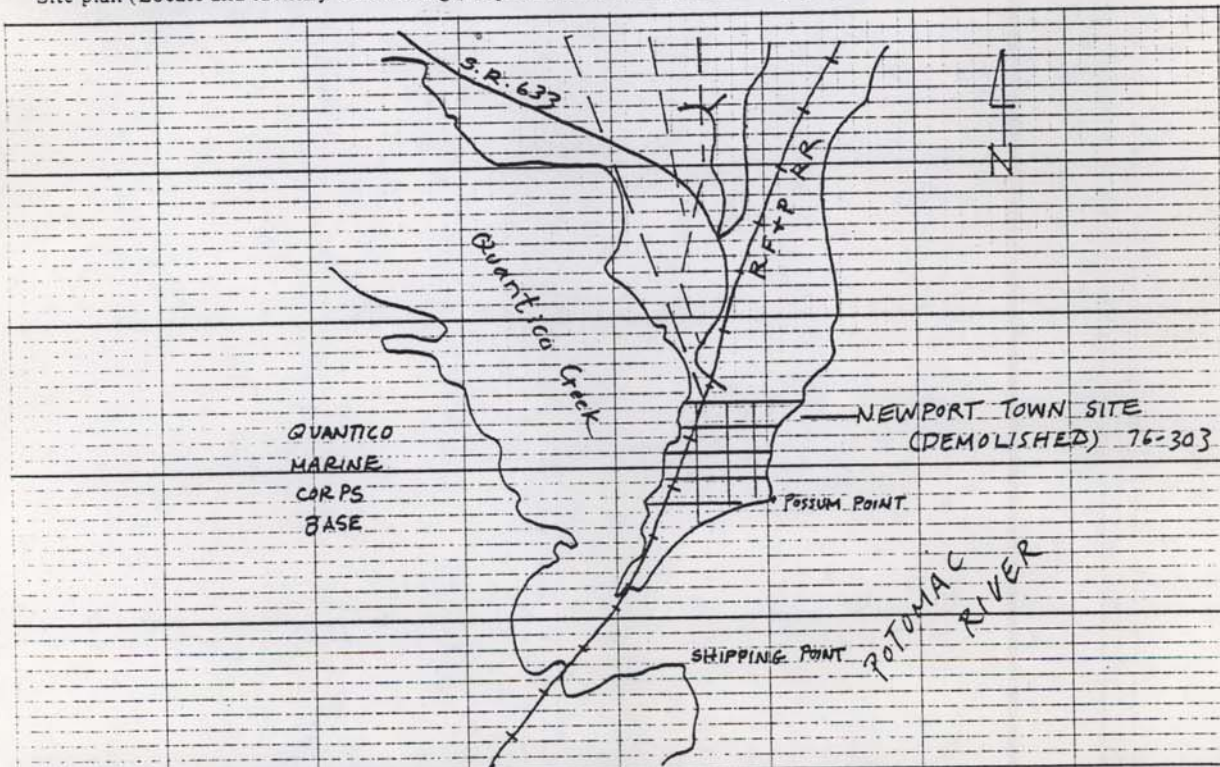 S.R. 633
N
RF+P RR
Quantico Creek
NEWPORT TOWN SITE
(DEMOLISHED) 76-303
QUANTICO
MARINE
CORPS
BASE
POSSUM POINT
POTOMAC
RIVER
SHIPPING POINT